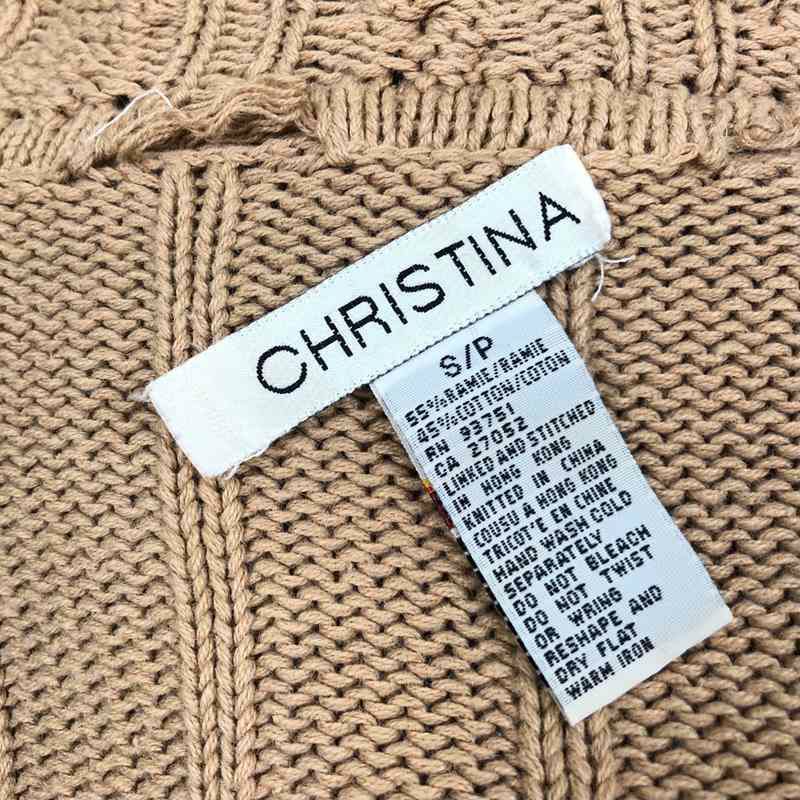 CHRISTINA
S/P
55%RAMIE/RAMIE
45%COTTON/COTON
RN 93751
CA 27052
LINKED AND STITCHED
IN HONG KONG
KNITTED IN CHINA
COUSU A HONG KONG
TRICOT'E EN CHINE
HAND WASH COLD
SEPARATELY
DO NOT BLEACH
DO NOT TWIST
OR WRING
RESHAPE AND
DRY FLAT
WARM IRON